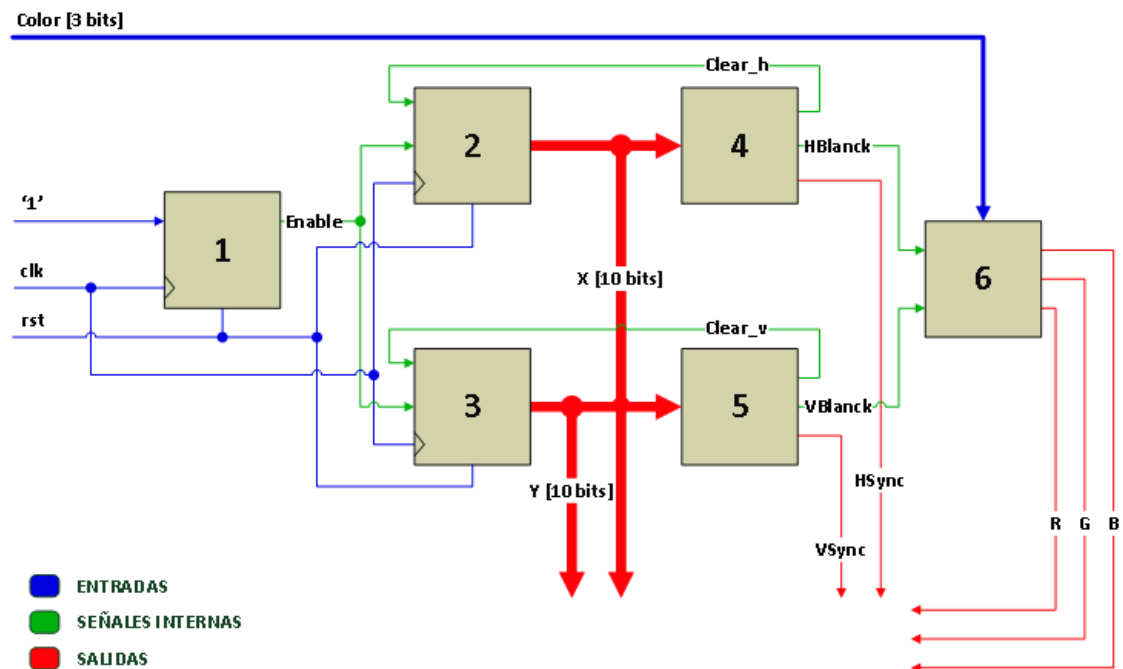 Color [3 bits]
Clear_h
2
4
HBlanck
‘1’
Enable
1
clk
6
X [10 bits]
rst
Clear_v
3
5
VBlanck
Y [10 bits]
HSync
R
G
B
VSync
ENTRADAS
SEÑALES INTERNAS
SALIDAS